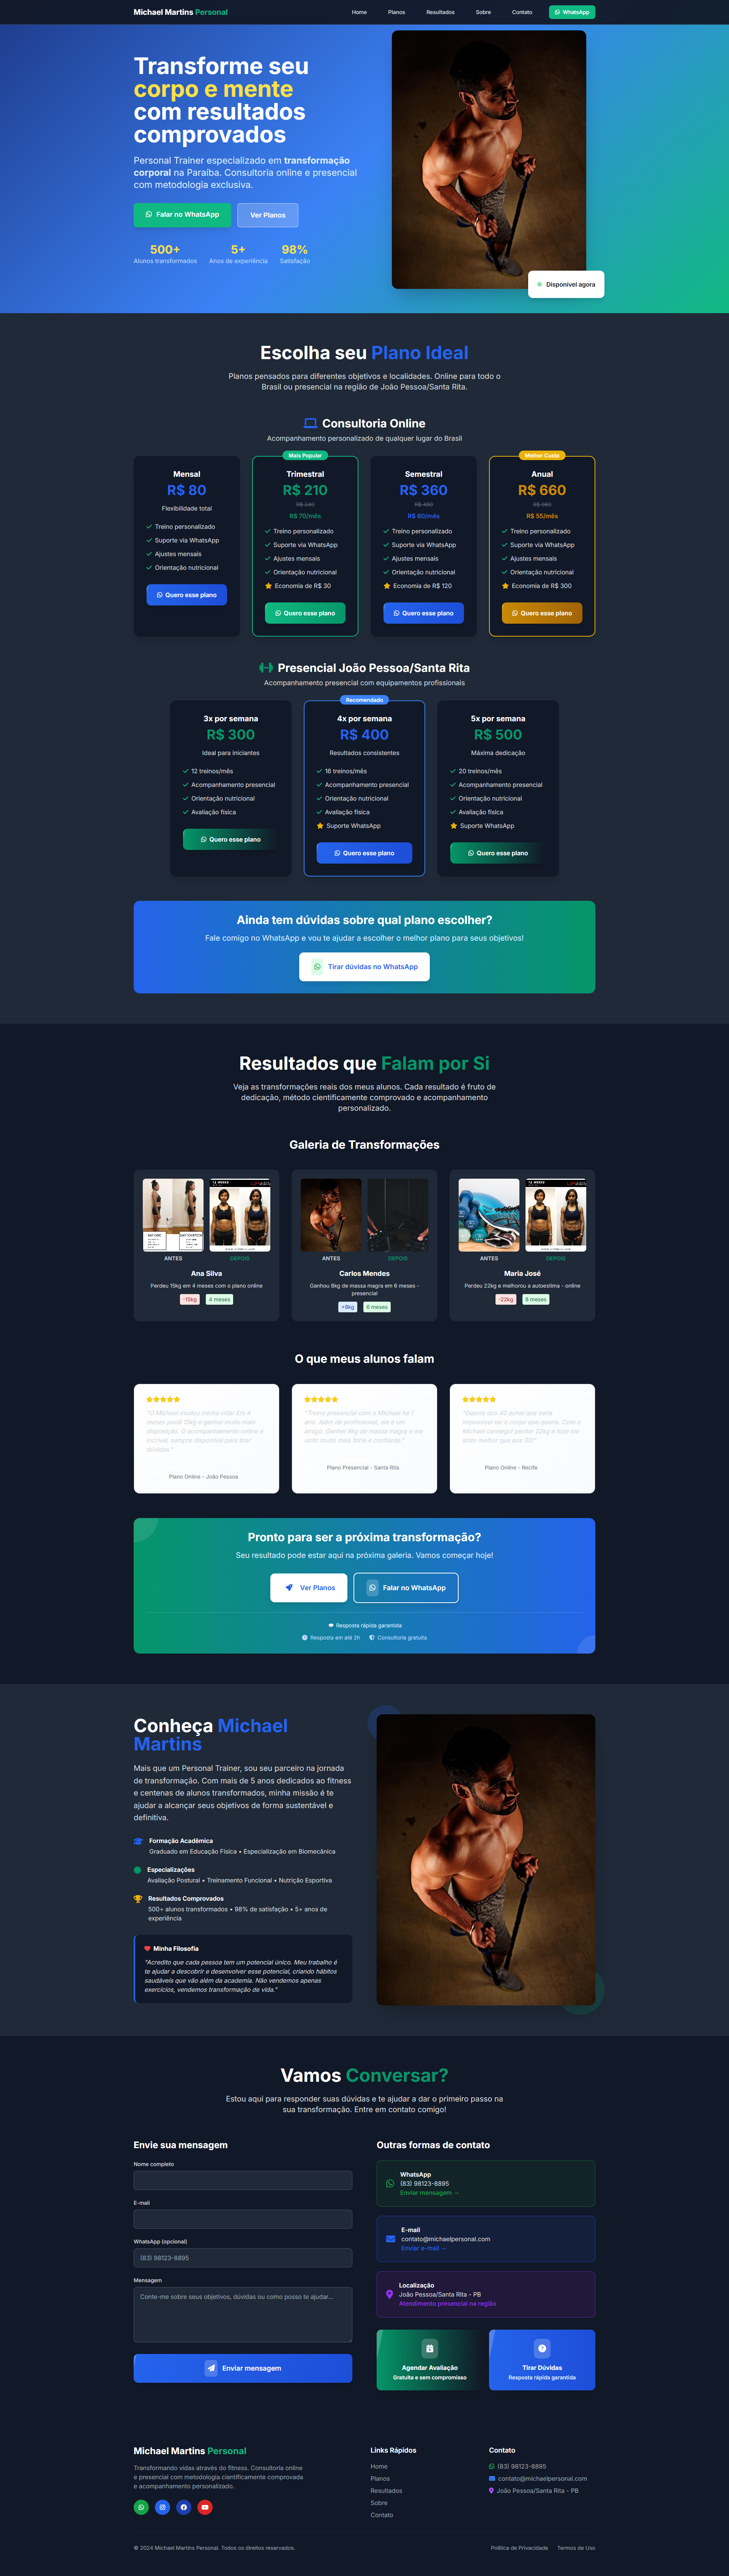 Michael Martins Personal
Home
Planos
Resultados
Sobre
Contato
WhatsApp
Transforme seu
corpo e mente
com resultados
comprovados
Personal Trainer especializado em transformação
corporal na Paraíba. Consultoria online e presencial
com metodologia exclusiva.
Falar no WhatsApp
Ver Planos
500+
Alunos transformados
5+
Anos de experiência
98%
Satisfação
Disponível agora
Escolha seu Plano Ideal
Planos pensados para diferentes objetivos e localidades. Online para todo o
Brasil ou presencial na região de João Pessoa/Santa Rita.
Consultoria Online
Acompanhamento personalizado de qualquer lugar do Brasil
Mensal
R$ 80
Flexibilidade total
Treino personalizado
Suporte via WhatsApp
Ajustes mensais
Orientação nutricional
Quero esse plano
Mais Popular
Trimestral
R$ 210
R$ 240
R$ 70/mês
Treino personalizado
Suporte via WhatsApp
Ajustes mensais
Orientação nutricional
Economia de R$ 30
Quero esse plano
Semestral
R$ 360
R$ 480
R$ 60/mês
Treino personalizado
Suporte via WhatsApp
Ajustes mensais
Orientação nutricional
Economia de R$ 120
Quero esse plano
Melhor Custo
Anual
R$ 660
R$ 960
R$ 55/mês
Treino personalizado
Suporte via WhatsApp
Ajustes mensais
Orientação nutricional
Economia de R$ 300
Quero esse plano
Presencial João Pessoa/Santa Rita
Acompanhamento presencial com equipamentos profissionais
3x por semana
R$ 300
Ideal para iniciantes
12 treinos/mês
Acompanhamento presencial
Orientação nutricional
Avaliação física
Quero esse plano
Recomendado
4x por semana
R$ 400
Resultados consistentes
16 treinos/mês
Acompanhamento presencial
Orientação nutricional
Avaliação física
Suporte WhatsApp
Quero esse plano
5x por semana
R$ 500
Máxima dedicação
20 treinos/mês
Acompanhamento presencial
Orientação nutricional
Avaliação física
Suporte WhatsApp
Quero esse plano
Ainda tem dúvidas sobre qual plano escolher?
Fale comigo no WhatsApp e vou te ajudar a escolher o melhor plano para seus objetivos!
Tirar dúvidas no WhatsApp
Resultados que Falam por Si
Veja as transformações reais dos meus alunos. Cada resultado é fruto de
dedicação, método cientificamente comprovado e acompanhamento
personalizado.
Galeria de Transformações
ANTES
DEPOIS
Ana Silva
Perdeu 15kg em 4 meses com o plano online
-15kg
4 meses
ANTES
DEPOIS
Carlos Mendes
Ganhou 8kg de massa magra em 6 meses -
presencial
+8kg
6 meses
ANTES
DEPOIS
Maria José
Perdeu 22kg e melhorou a autoestima - online
-22kg
8 meses
O que meus alunos falam
"O Michael mudou minha vida! Em 4
meses perdi 15kg e ganhei muito mais
disposição. O acompanhamento online é
incrível, sempre disponível para tirar
dúvidas."
Plano Online - João Pessoa
"Treino presencial com o Michael há 1
ano. Além de profissional, ele é um
amigo. Ganhei 8kg de massa magra e me
sinto muito mais forte e confiante."
Plano Presencial - Santa Rita
"Depois dos 40 achei que seria
impossível ter o corpo que queria. Com o
Michael consegui perder 22kg e hoje me
sinto melhor que aos 30!"
Plano Online - Recife
Pronto para ser a próxima transformação?
Seu resultado pode estar aqui na próxima galeria. Vamos começar hoje!
Ver Planos
Falar no WhatsApp
Resposta rápida garantida
Resposta em até 2h
Consultoria gratuita
Conheça Michael
Martins
Mais que um Personal Trainer, sou seu parceiro na jornada
de transformação. Com mais de 5 anos dedicados ao fitness
e centenas de alunos transformados, minha missão é te
ajudar a alcançar seus objetivos de forma sustentável e
definitiva.
Formação Acadêmica
Graduado em Educação Física • Especialização em Biomecânica
Especializações
Avaliação Postural • Treinamento Funcional • Nutrição Esportiva
Resultados Comprovados
500+ alunos transformados • 98% de satisfação • 5+ anos de
experiência
Minha Filosofia
"Acredito que cada pessoa tem um potencial único. Meu trabalho é
te ajudar a descobrir e desenvolver esse potencial, criando hábitos
saudáveis que vão além da academia. Não vendemos apenas
exercícios, vendemos transformação de vida."
Vamos Conversar?
Estou aqui para responder suas dúvidas e te ajudar a dar o primeiro passo na
sua transformação. Entre em contato comigo!
Envie sua mensagem
Nome completo
E-mail
WhatsApp (opcional)
(83) 98123-8895
Mensagem
Conte-me sobre seus objetivos, dúvidas ou como posso te ajudar...
Enviar mensagem
Outras formas de contato
WhatsApp
(83) 98123-8895
Enviar mensagem →
E-mail
contato@michaelpersonal.com
Enviar e-mail →
Localização
João Pessoa/Santa Rita - PB
Atendimento presencial na região
Agendar Avaliação
Gratuita e sem compromisso
Tirar Dúvidas
Resposta rápida garantida
Michael Martins Personal
Transformando vidas através do fitness. Consultoria online
e presencial com metodologia cientificamente comprovada
e acompanhamento personalizado.
Links Rápidos
Home
Planos
Resultados
Sobre
Contato
Contato
(83) 98123-8895
contato@michaelpersonal.com
João Pessoa/Santa Rita - PB
© 2024 Michael Martins Personal. Todos os direitos reservados.
Política de Privacidade
Termos de Uso